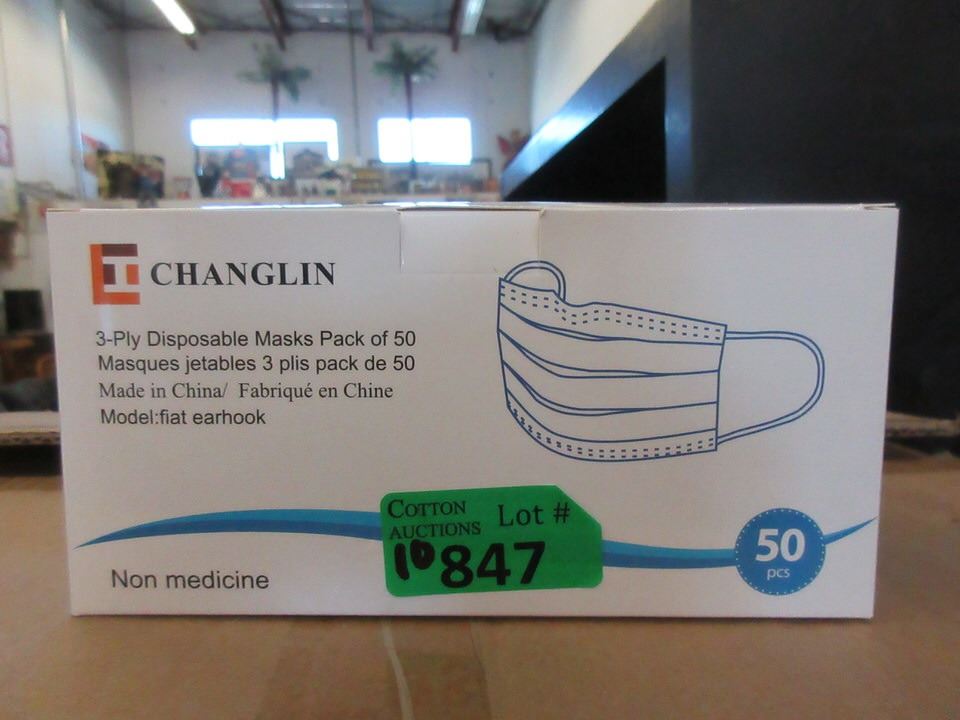 CHANGLIN
3-Ply Disposable Masks Pack of 50
Masques jetables 3 plis pack de 50
Made in China/ Fabriqué en Chine
Model:fiat earhook
COTTON
AUCTIONS
Lot #
10847
50
pcs
Non medicine